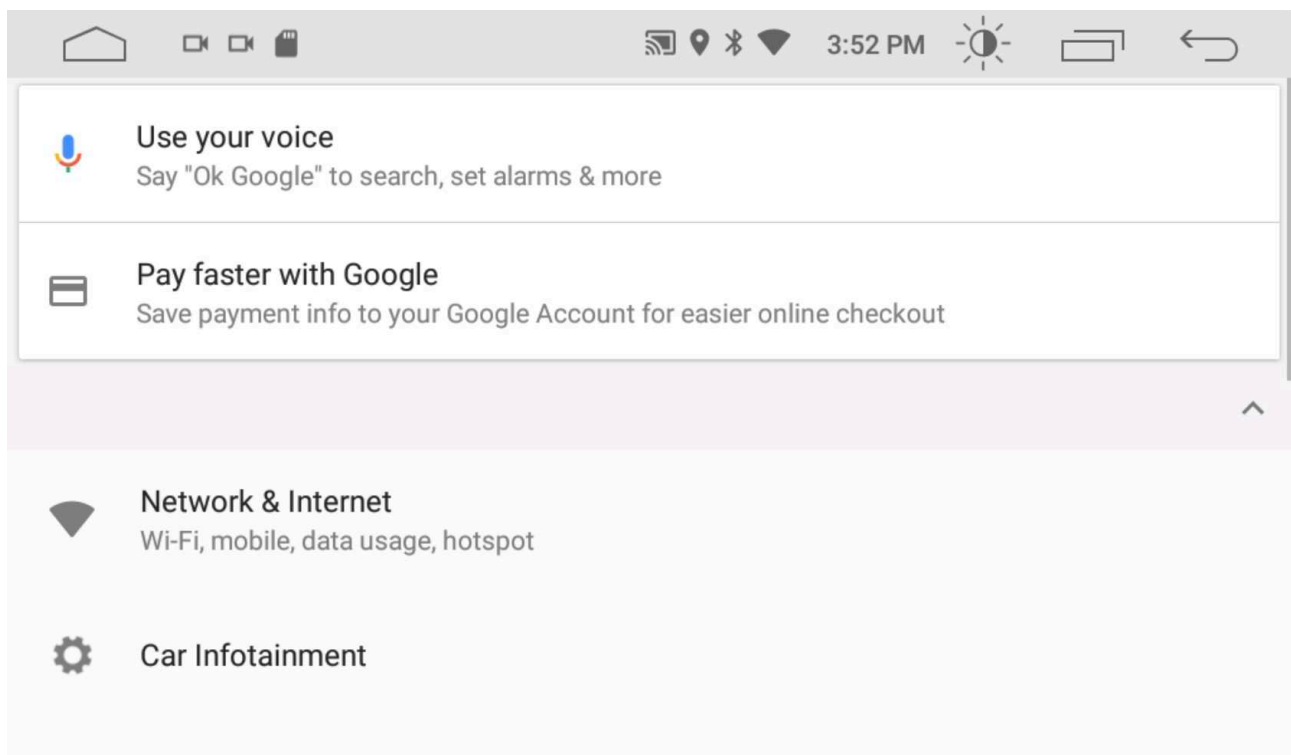 3:52 PM
Use your voice
Say "Ok Google" to search, set alarms & more
Pay faster with Google
Save payment info to your Google Account for easier online checkout
Network & Internet
Wi-Fi, mobile, data usage, hotspot
Car Infotainment